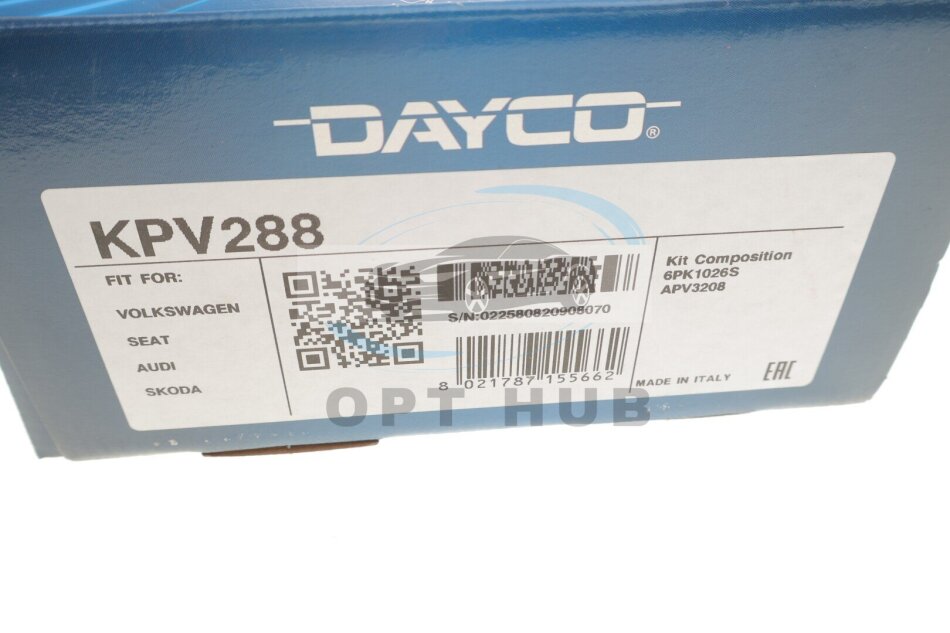 DAYCO®
KPV288
FIT FOR:
VOLKSWAGEN
SEAT
AUDI
SKODA
S/N:022580820908070
8 021787 155662
Kit Composition
6PK1026S
APV3208
MADE IN ITALY
EAC
OPT HUB